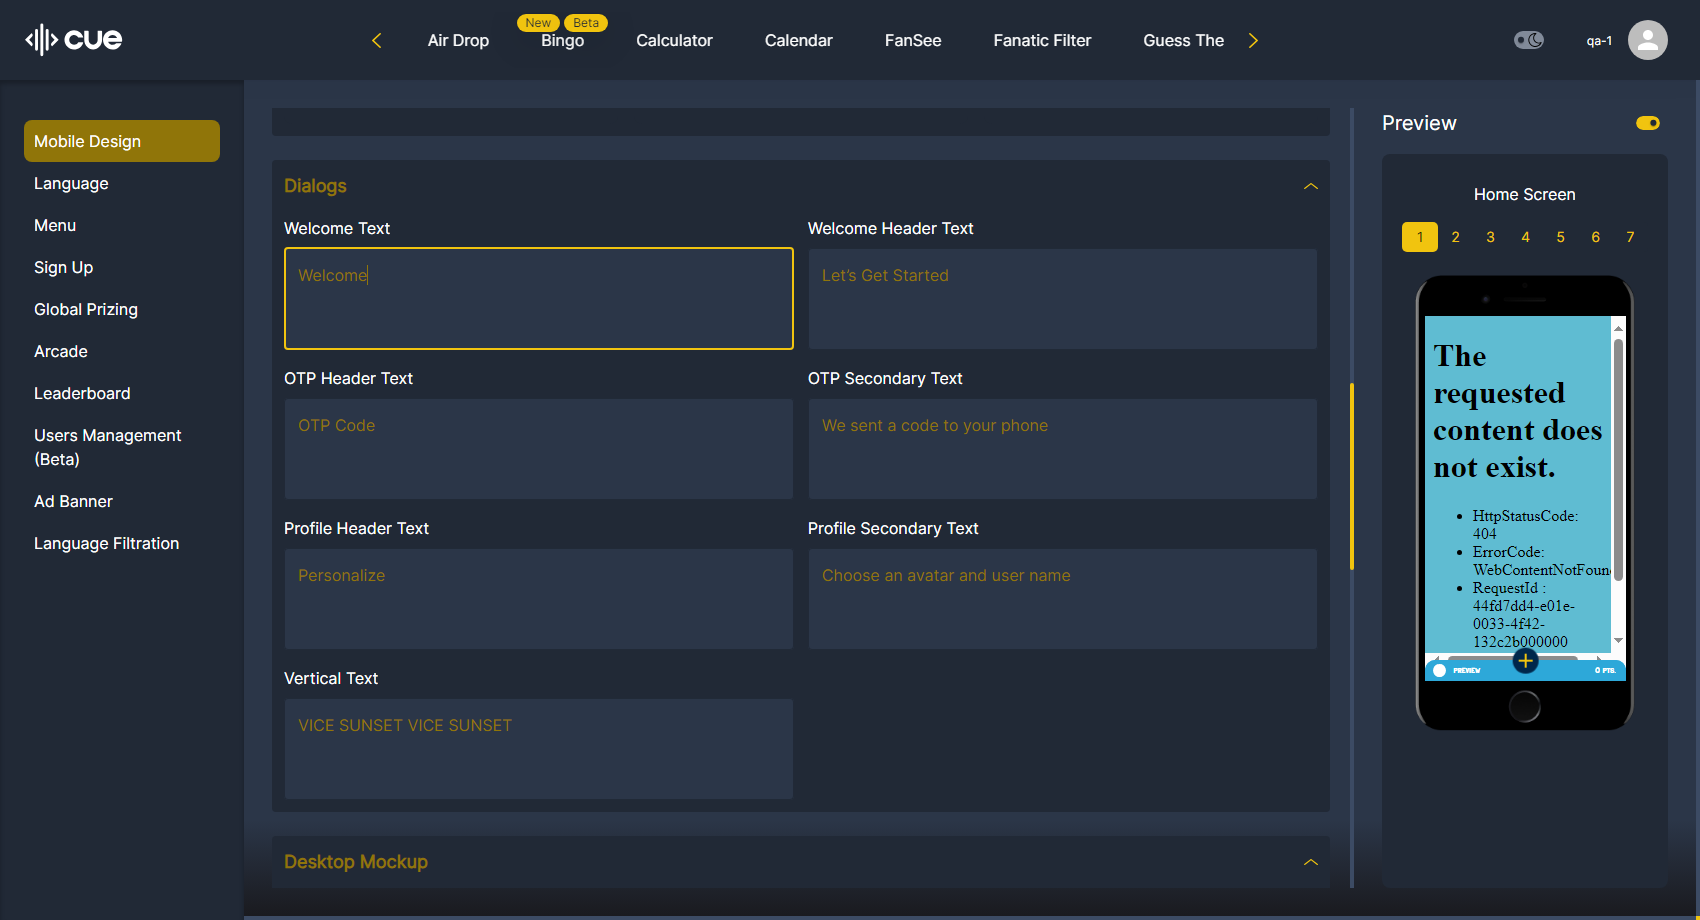 cue
Air Drop
New
Beta
Bingo
Calculator
Calendar
FanSee
Fanatic Filter
Guess The
qa-1
Mobile Design
Language
Menu
Sign Up
Global Prizing
Arcade
Leaderboard
Users Management
(Beta)
Ad Banner
Language Filtration
Dialogs
Welcome Text
Welcome Header Text
Welcome
Let's Get Started
OTP Header Text
OTP Secondary Text
OTP Code
We sent a code to your phone
Profile Header Text
Profile Secondary Text
Personalize
Choose an avatar and user name
Vertical Text
VICE SUNSET VICE SUNSET
Desktop Mockup
Preview
Home Screen
1 2 3 4 5 6 7
The
requested
content does
not exist.
HttpStatusCode:
404
ErrorCode:
WebContentNotFoun
RequestId :
44fd7dd4-e01e-
0033-4f42-
132c2b000000
PREVIEW
0 PTS.